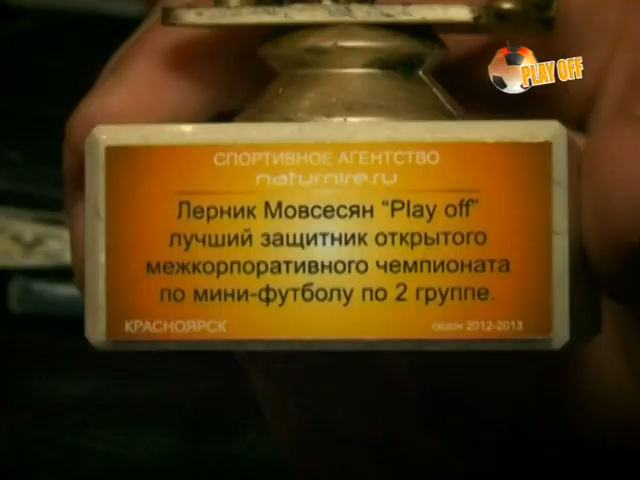 PLAY OFF
СПОРТИВНОЕ АГЕНТСТВО
naturnire.ru
Лерник Мовсесян “Play off”
лучший защитник открытого
межкорпоративного чемпионата
по мини-футболу по 2 группе.
КРАСНОЯРСК
сезон 2012-2013